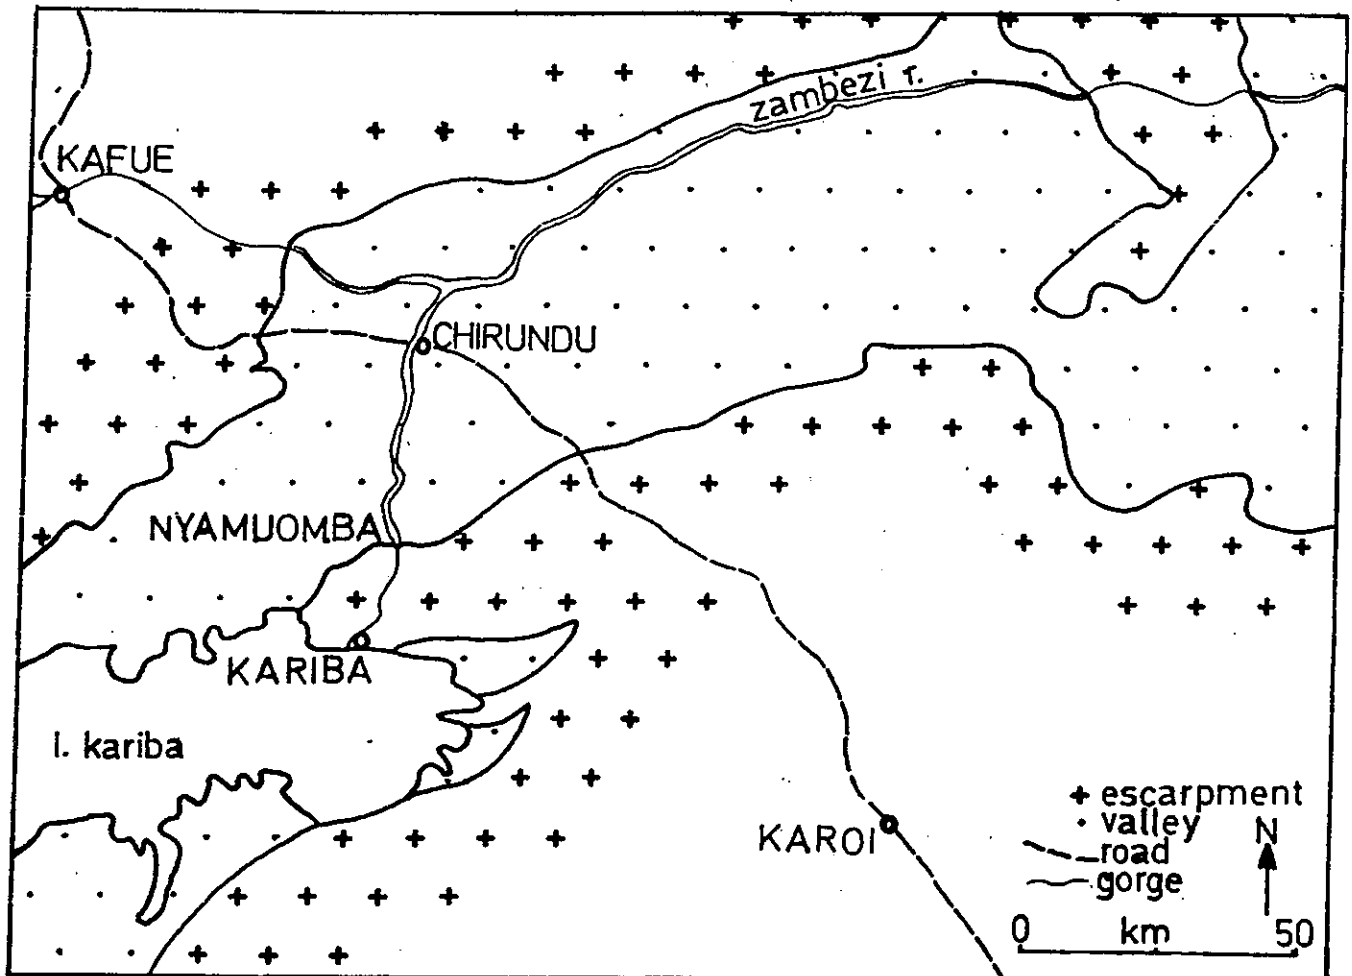 zambezi r.
KAFUE
CHIRUNDU
NYAMUOMBA
KARIBA
l. kariba
KAROI
escarpment
valley
road
gorge
N
0 km 50